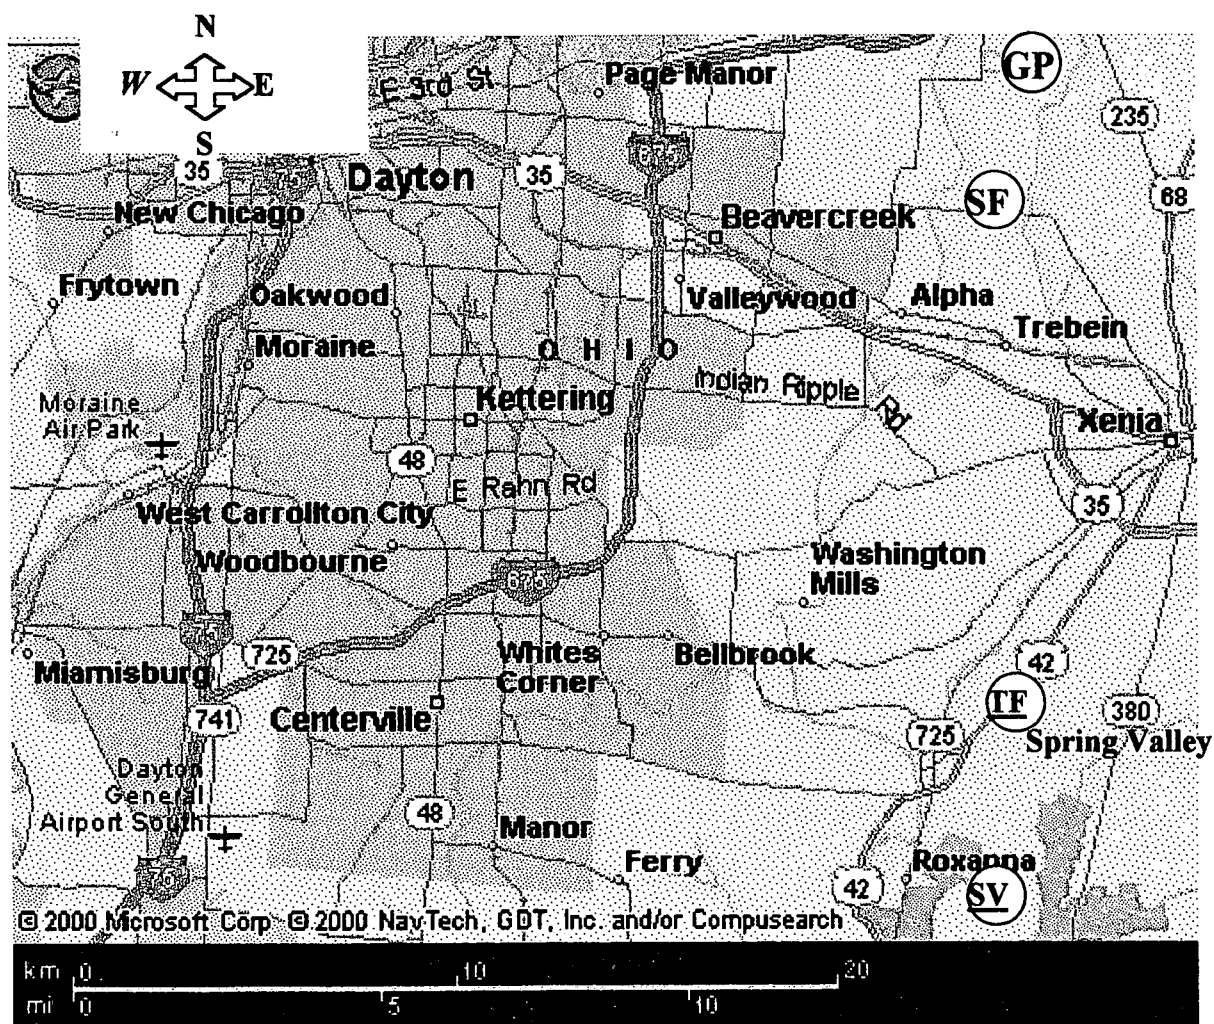 N
W E
S
GP
E 3rd St
Page Manor
235
35
Dayton
35
675
75
68
SF
New Chicago
Beavercreek
Frytown
Oakwood
Valleywood
Alpha
Moraine
O H I O
Trebein
Indian Ripple
Rd
Moraine
Air Park
Kettering
Xenia
48
E Rahn Rd
35
West Carrollton City
Woodbourne
675
Washington
Mills
75
725
Whites
Corner
Bellbrook
42
Miamisburg
741
Centerville
TF
380
725
Spring Valley
Dayton
General
Airport South
48
Manor
Ferry
Roxanna
42
SV
© 2000 Microsoft Corp © 2000 NavTech, GDT, Inc. and/or Compusearch
km 0 10 20
mi 0 5 10